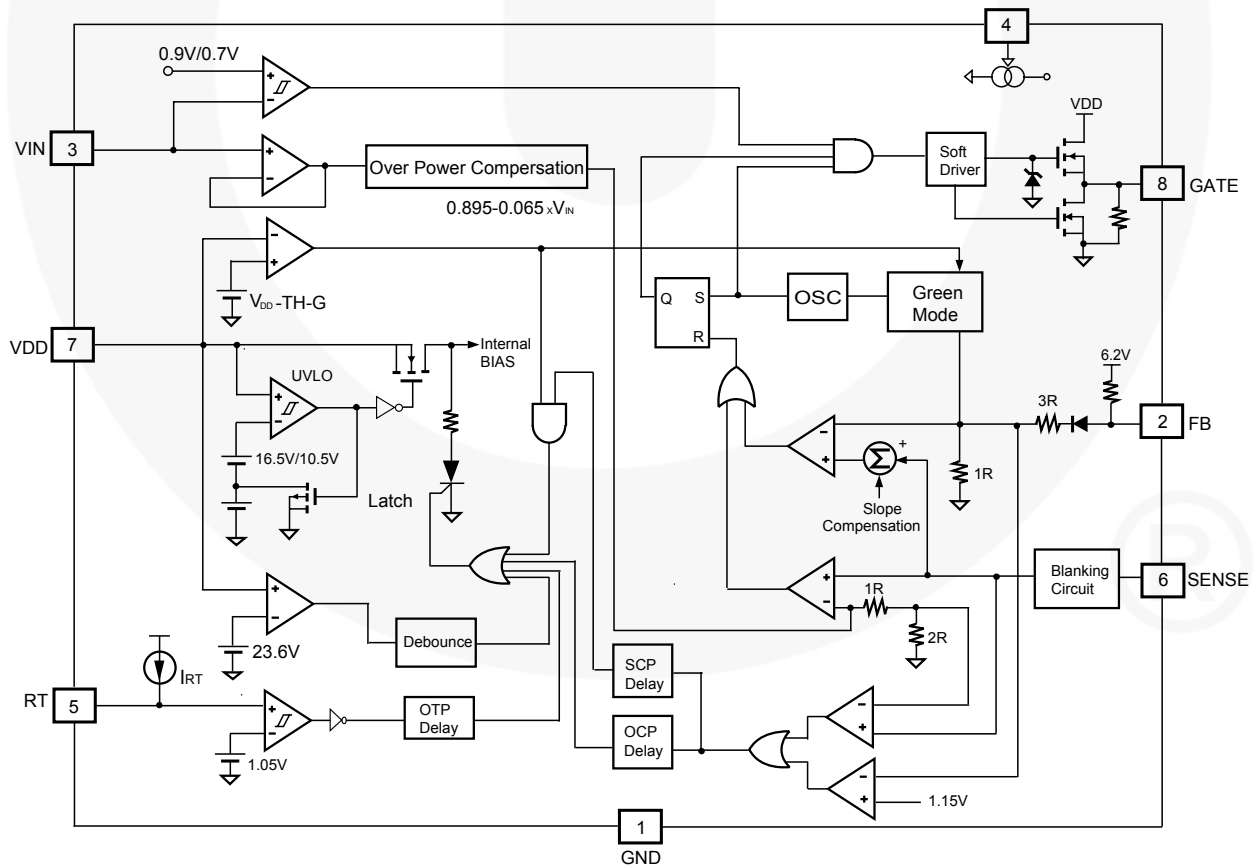 4
0.9V/0.7V
+
-
VDD
VIN
3
+
-
Over Power Compersation
Soft
Driver
8
GATE
0.895-0.065 xVIN
-
+
VDD-TH-G
Q
S
R
OSC
Green
Mode
VDD
7
Internal
BIAS
6.2V
UVLO
+
-
3R
2
FB
16.5V/10.5V
-
+
Σ
+
1R
Latch
Slope
Compensation
®
+
-
Blanking
Circuit
6
SENSE
+
-
1R
2R
Debounce
23.6V
IRT
SCP
Delay
RT
5
+
-
OTP
Delay
OCP
Delay
-
+
1.05V
-
+
1.15V
1
GND